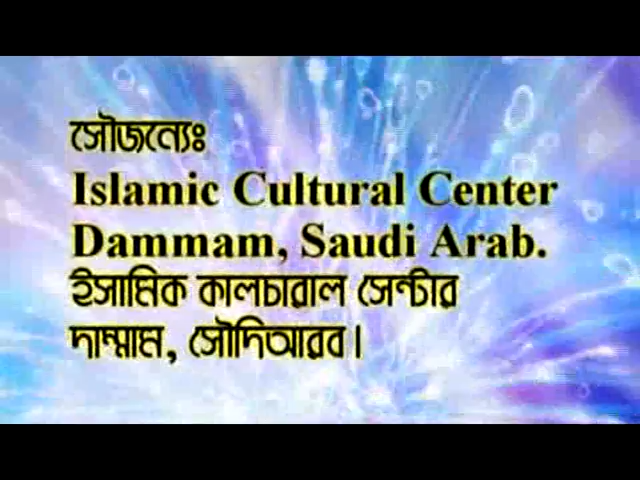 সৌজন্যেঃ
Islamic Cultural Center
Dammam, Saudi Arab.
ইসামিক কালচারাল সেন্টার
দাম্মাম, সৌদিআরব।